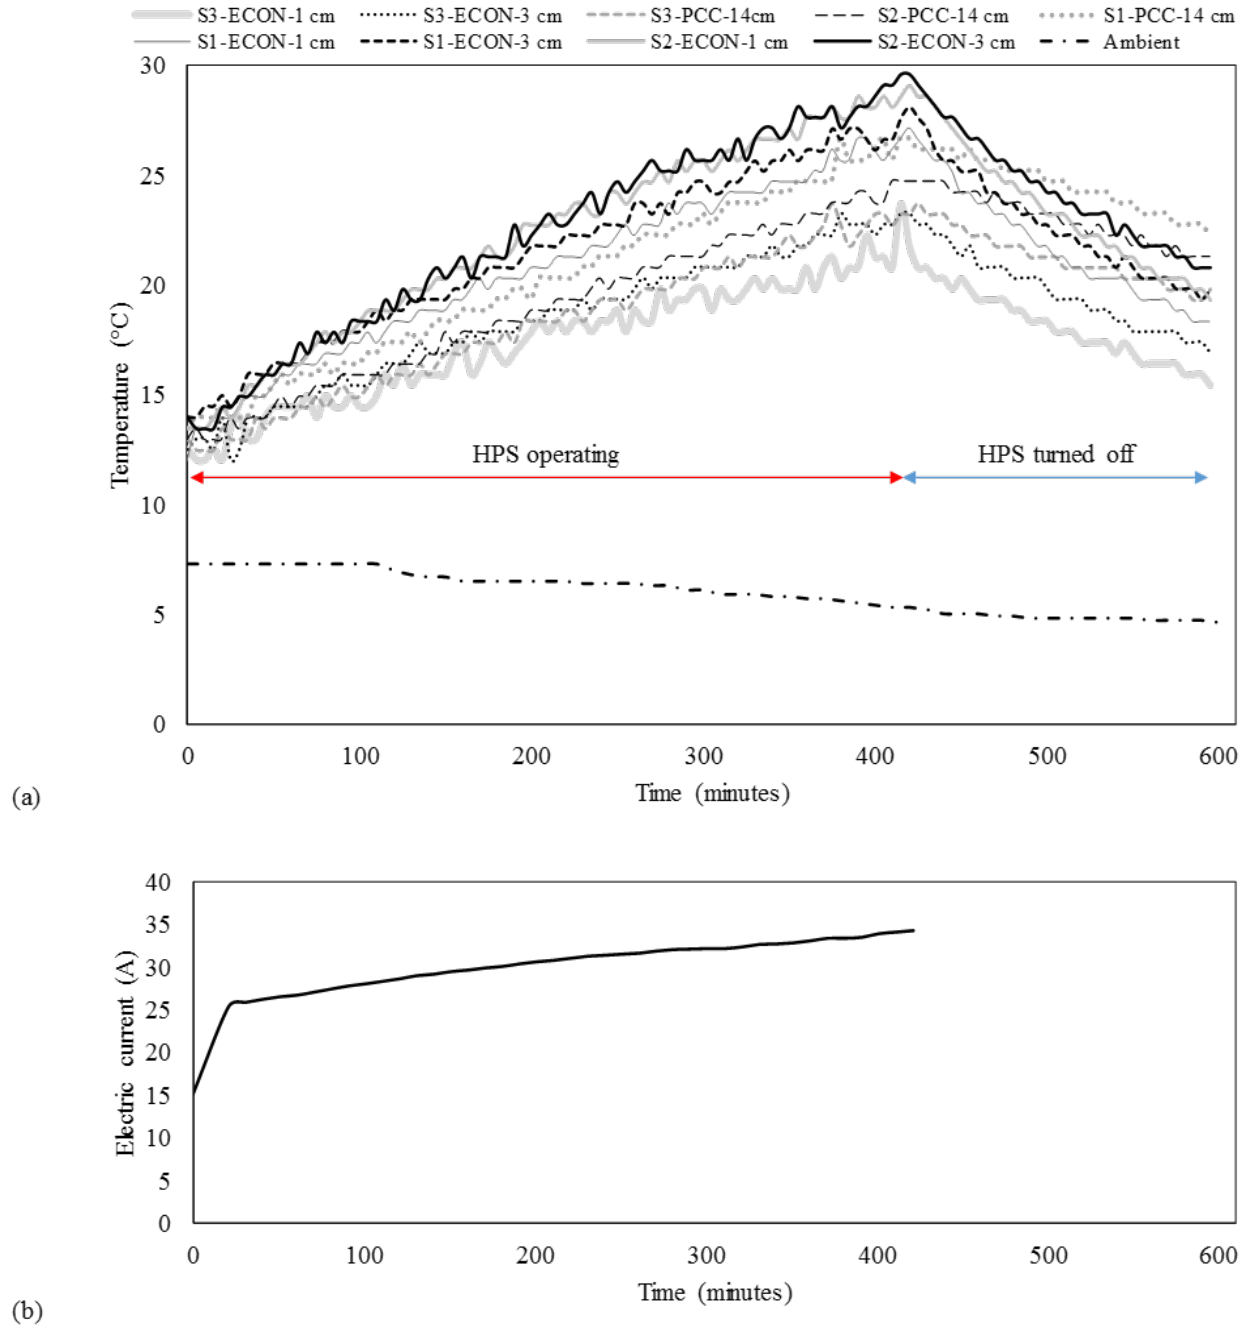 S3-ECON-1 cm S3-ECON-3 cm S3-PCC-14cm S2-PCC-14 cm S1-PCC-14 cm
S1-ECON-1 cm S1-ECON-3 cm S2-ECON-1 cm S2-ECON-3 cm Ambient
30
25
20
15
10
5
0
Temperature (°C)
HPS operating HPS turned off
0 100 200 300 400 500 600
Time (minutes)
(a)
40
35
30
25
20
15
10
5
0
Electric current (A)
0 100 200 300 400 500 600
Time (minutes)
(b)